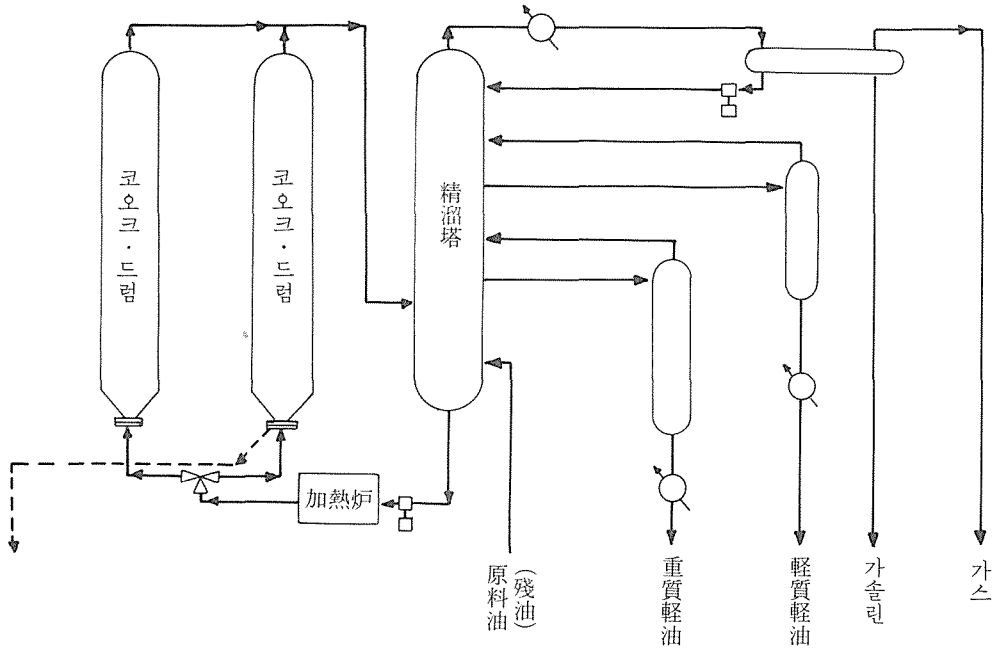 코오크·드럼
코오크·드럼
精溜塔
加熱炉
原料油
(殘油)
重質軽油
軽質軽油
가솔린
가스